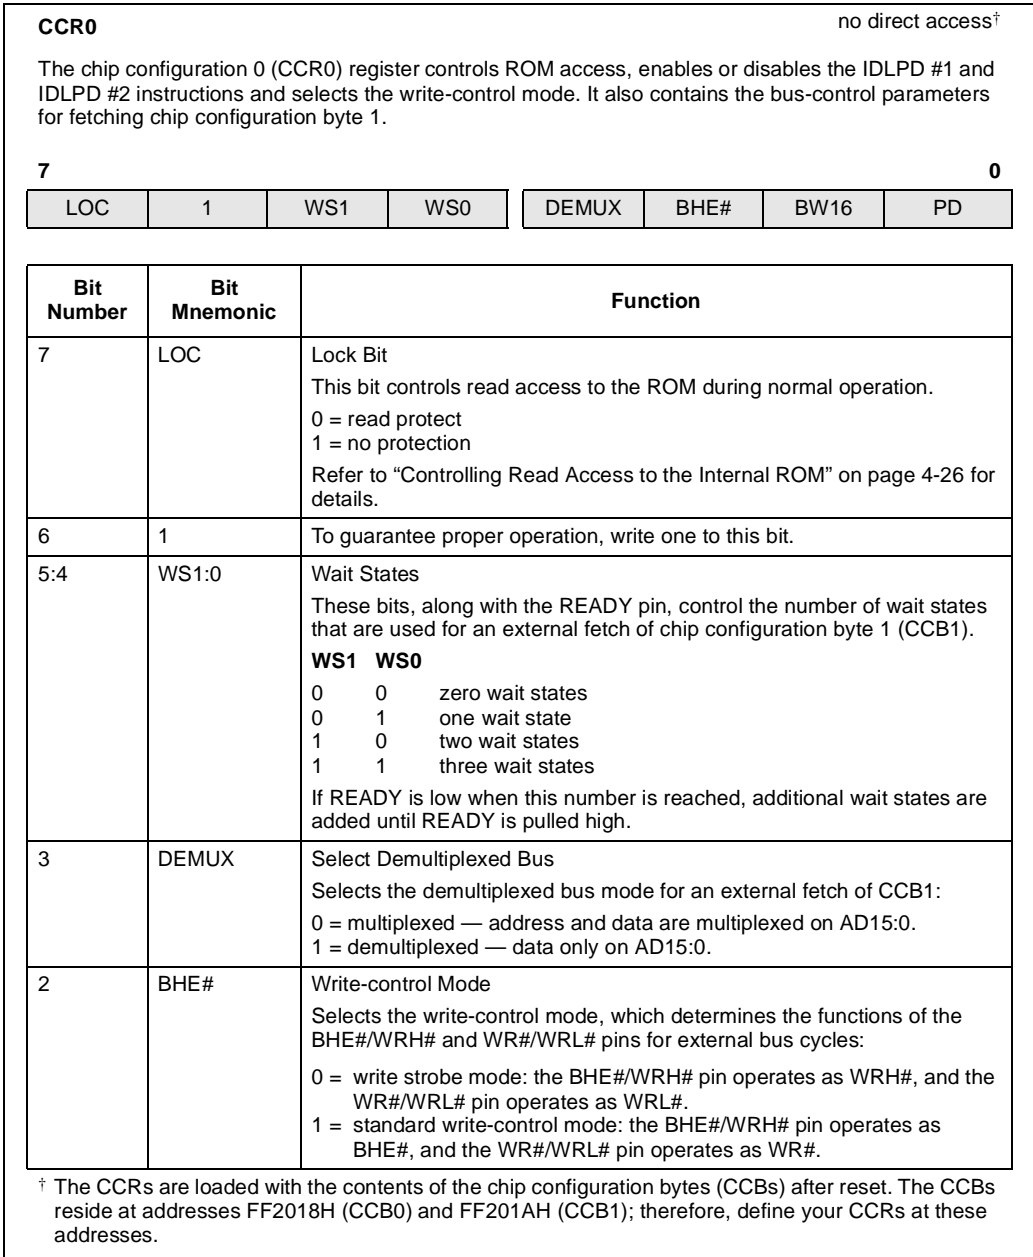 CCR0 no direct access†
The chip configuration 0 (CCR0) register controls ROM access, enables or disables the IDLPD #1 and
IDLPD #2 instructions and selects the write-control mode. It also contains the bus-control parameters
for fetching chip configuration byte 1.
7 0
LOC 1 WS1 WS0 DEMUX BHE# BW16 PD
Bit Number Bit Mnemonic Function
7 LOC Lock Bit
This bit controls read access to the ROM during normal operation.
0 = read protect
1 = no protection
Refer to “Controlling Read Access to the Internal ROM” on page 4-26 for
details.
6 1 To guarantee proper operation, write one to this bit.
5:4 WS1:0 Wait States
These bits, along with the READY pin, control the number of wait states
that are used for an external fetch of chip configuration byte 1 (CCB1).
WS1 WS0
0 0 zero wait states
0 1 one wait state
1 0 two wait states
1 1 three wait states
If READY is low when this number is reached, additional wait states are
added until READY is pulled high.
3 DEMUX Select Demultiplexed Bus
Selects the demultiplexed bus mode for an external fetch of CCB1:
0 = multiplexed — address and data are multiplexed on AD15:0.
1 = demultiplexed — data only on AD15:0.
2 BHE# Write-control Mode
Selects the write-control mode, which determines the functions of the
BHE#/WRH# and WR#/WRL# pins for external bus cycles:
0 = write strobe mode: the BHE#/WRH# pin operates as WRH#, and the
WR#/WRL# pin operates as WRL#.
1 = standard write-control mode: the BHE#/WRH# pin operates as
BHE#, and the WR#/WRL# pin operates as WR#.
† The CCRs are loaded with the contents of the chip configuration bytes (CCBs) after reset. The CCBs
reside at addresses FF2018H (CCB0) and FF201AH (CCB1); therefore, define your CCRs at these
addresses.